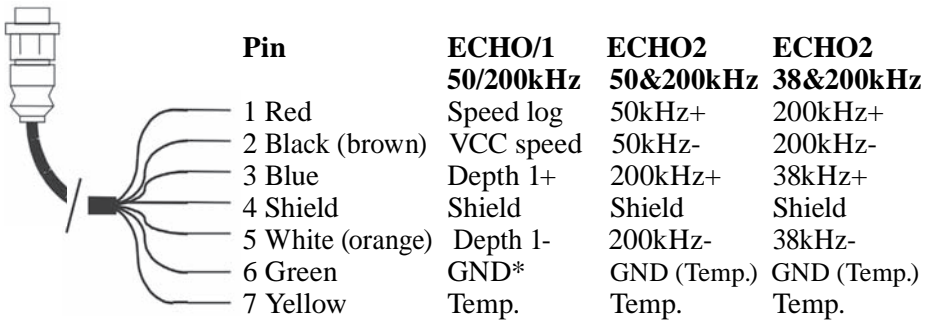 Pin ECHO/1 ECHO2 ECHO2
50/200kHz 50&200kHz 38&200kHz
1 Red Speed log 50kHz+ 200kHz+
2 Black (brown) VCC speed 50kHz- 200kHz-
3 Blue Depth 1+ 200kHz+ 38kHz+
4 Shield Shield Shield Shield
5 White (orange) Depth 1- 200kHz- 38kHz-
6 Green GND* GND (Temp.) GND (Temp.)
7 Yellow Temp. Temp. Temp.